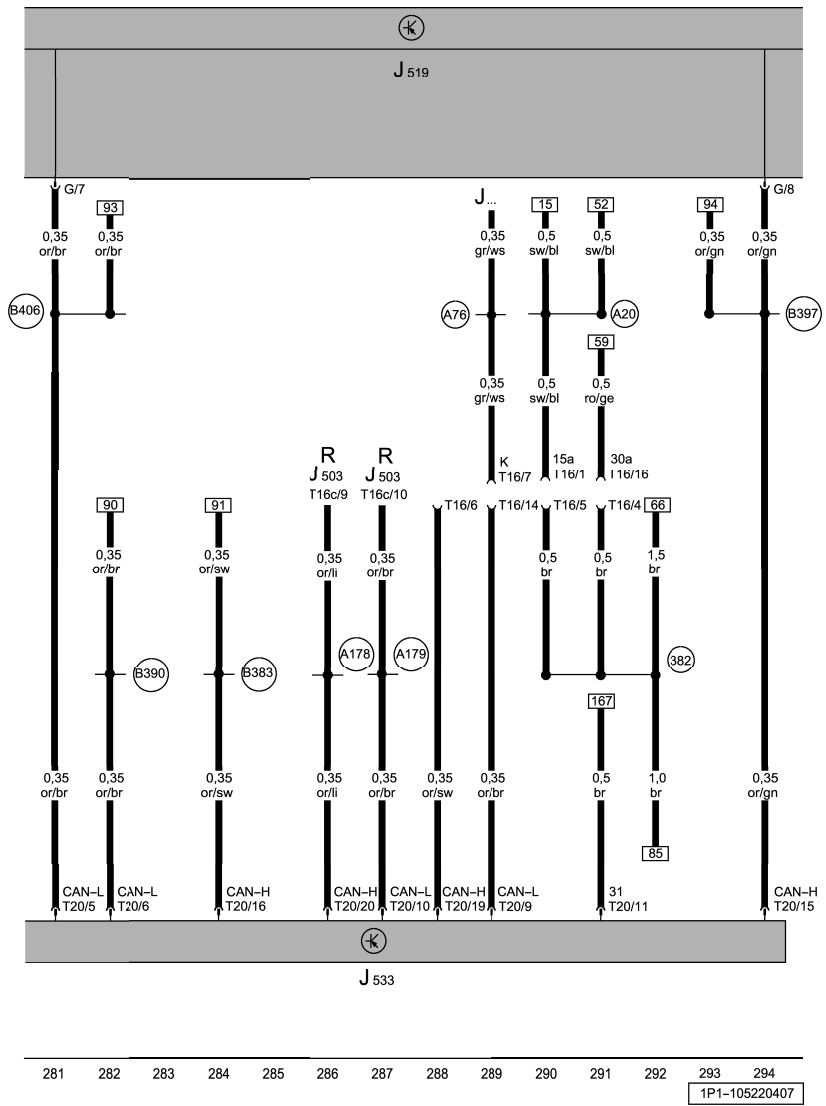 J 519
G/7
G/8
93
J...
15
52
94
0,35 or/br
0,35 or/br
0,35 gr/ws
0,5 sw/bl
0,5 sw/bl
0,35 or/gn
0,35 or/gn
B406
A76
A20
B397
59
0,35 gr/ws
0,5 sw/bl
0,5 ro/ge
R
J 503
T16c/9
R
J 503
T16c/10
K
T16/7
15a
T16/1
30a
T16/16
90
91
T16/6
T16/14
T16/5
T16/4
66
0,35 or/br
0,35 or/sw
0,35 or/li
0,35 or/br
0,5 br
0,5 br
1,5 br
B390
B383
A178
A179
382
167
0,35 or/br
0,35 or/br
0,35 or/sw
0,35 or/li
0,35 or/br
0,35 or/sw
0,35 or/br
0,5 br
1,0 br
0,35 or/gn
85
CAN-L
T20/5
CAN-L
T20/6
CAN-H
T20/16
CAN-H
T20/20
CAN-L
T20/10
CAN-H
T20/19
CAN-L
T20/9
31
T20/11
CAN-H
T20/15
J 533
281 282 283 284 285 286 287 288 289 290 291 292 293 294
1P1-105220407